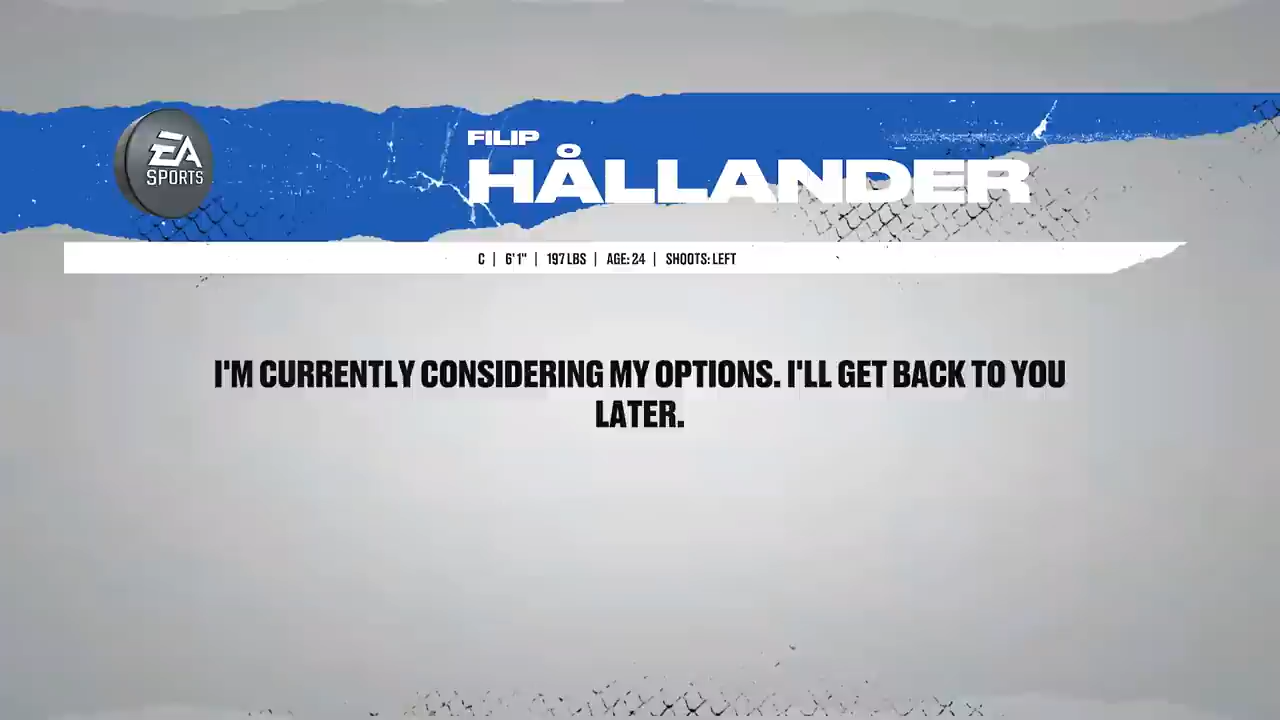 EA
SPORTS
FILIP
HÅLLANDER
C | 6'1" | 197 LBS | AGE: 24 | SHOOTS: LEFT
I'M CURRENTLY CONSIDERING MY OPTIONS. I'LL GET BACK TO YOU
LATER.